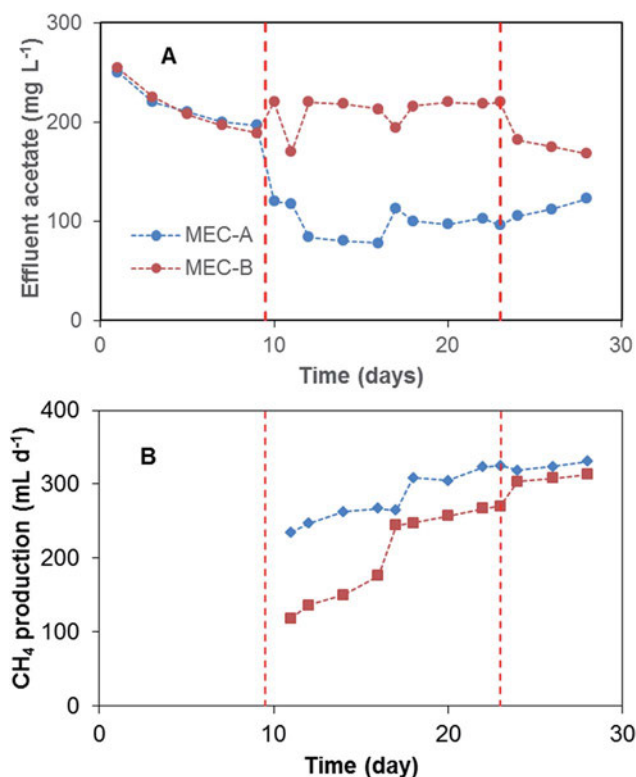 300
A
200
100
0
Effluent acetate (mg L⁻¹)
MEC-A
MEC-B
0
10
20
30
Time (days)
400
B
300
200
100
0
CH₄ production (mL d⁻¹)
0
10
20
30
Time (day)